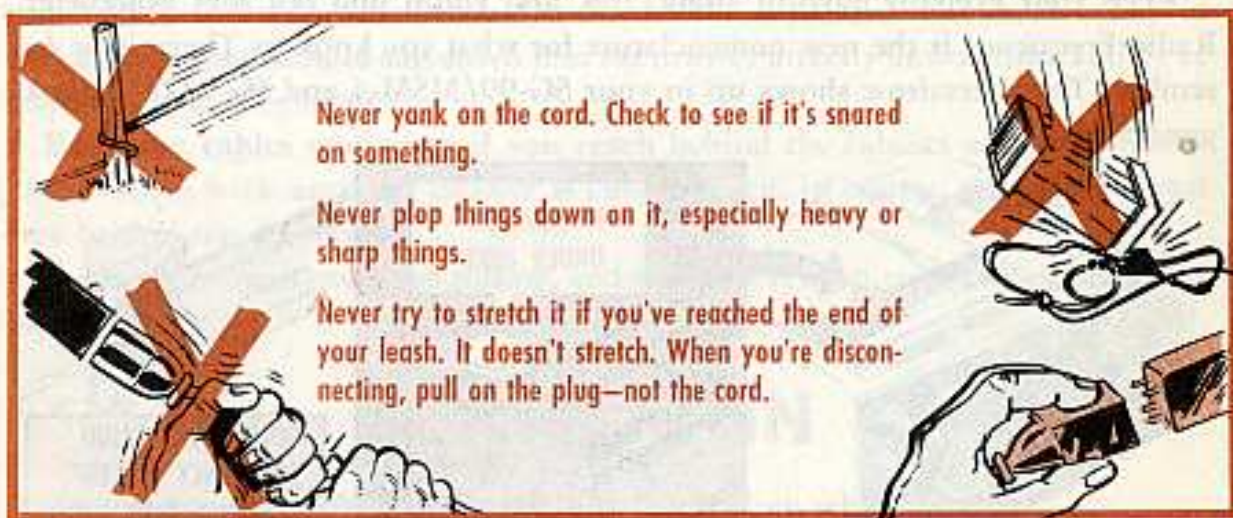 Never yank on the cord. Check to see if it's snared
on something.
Never plop things down on it, especially heavy or
sharp things.
Never try to stretch it if you've reached the end of
your leash. It doesn't stretch. When you're discon-
necting, pull on the plug—not the cord.